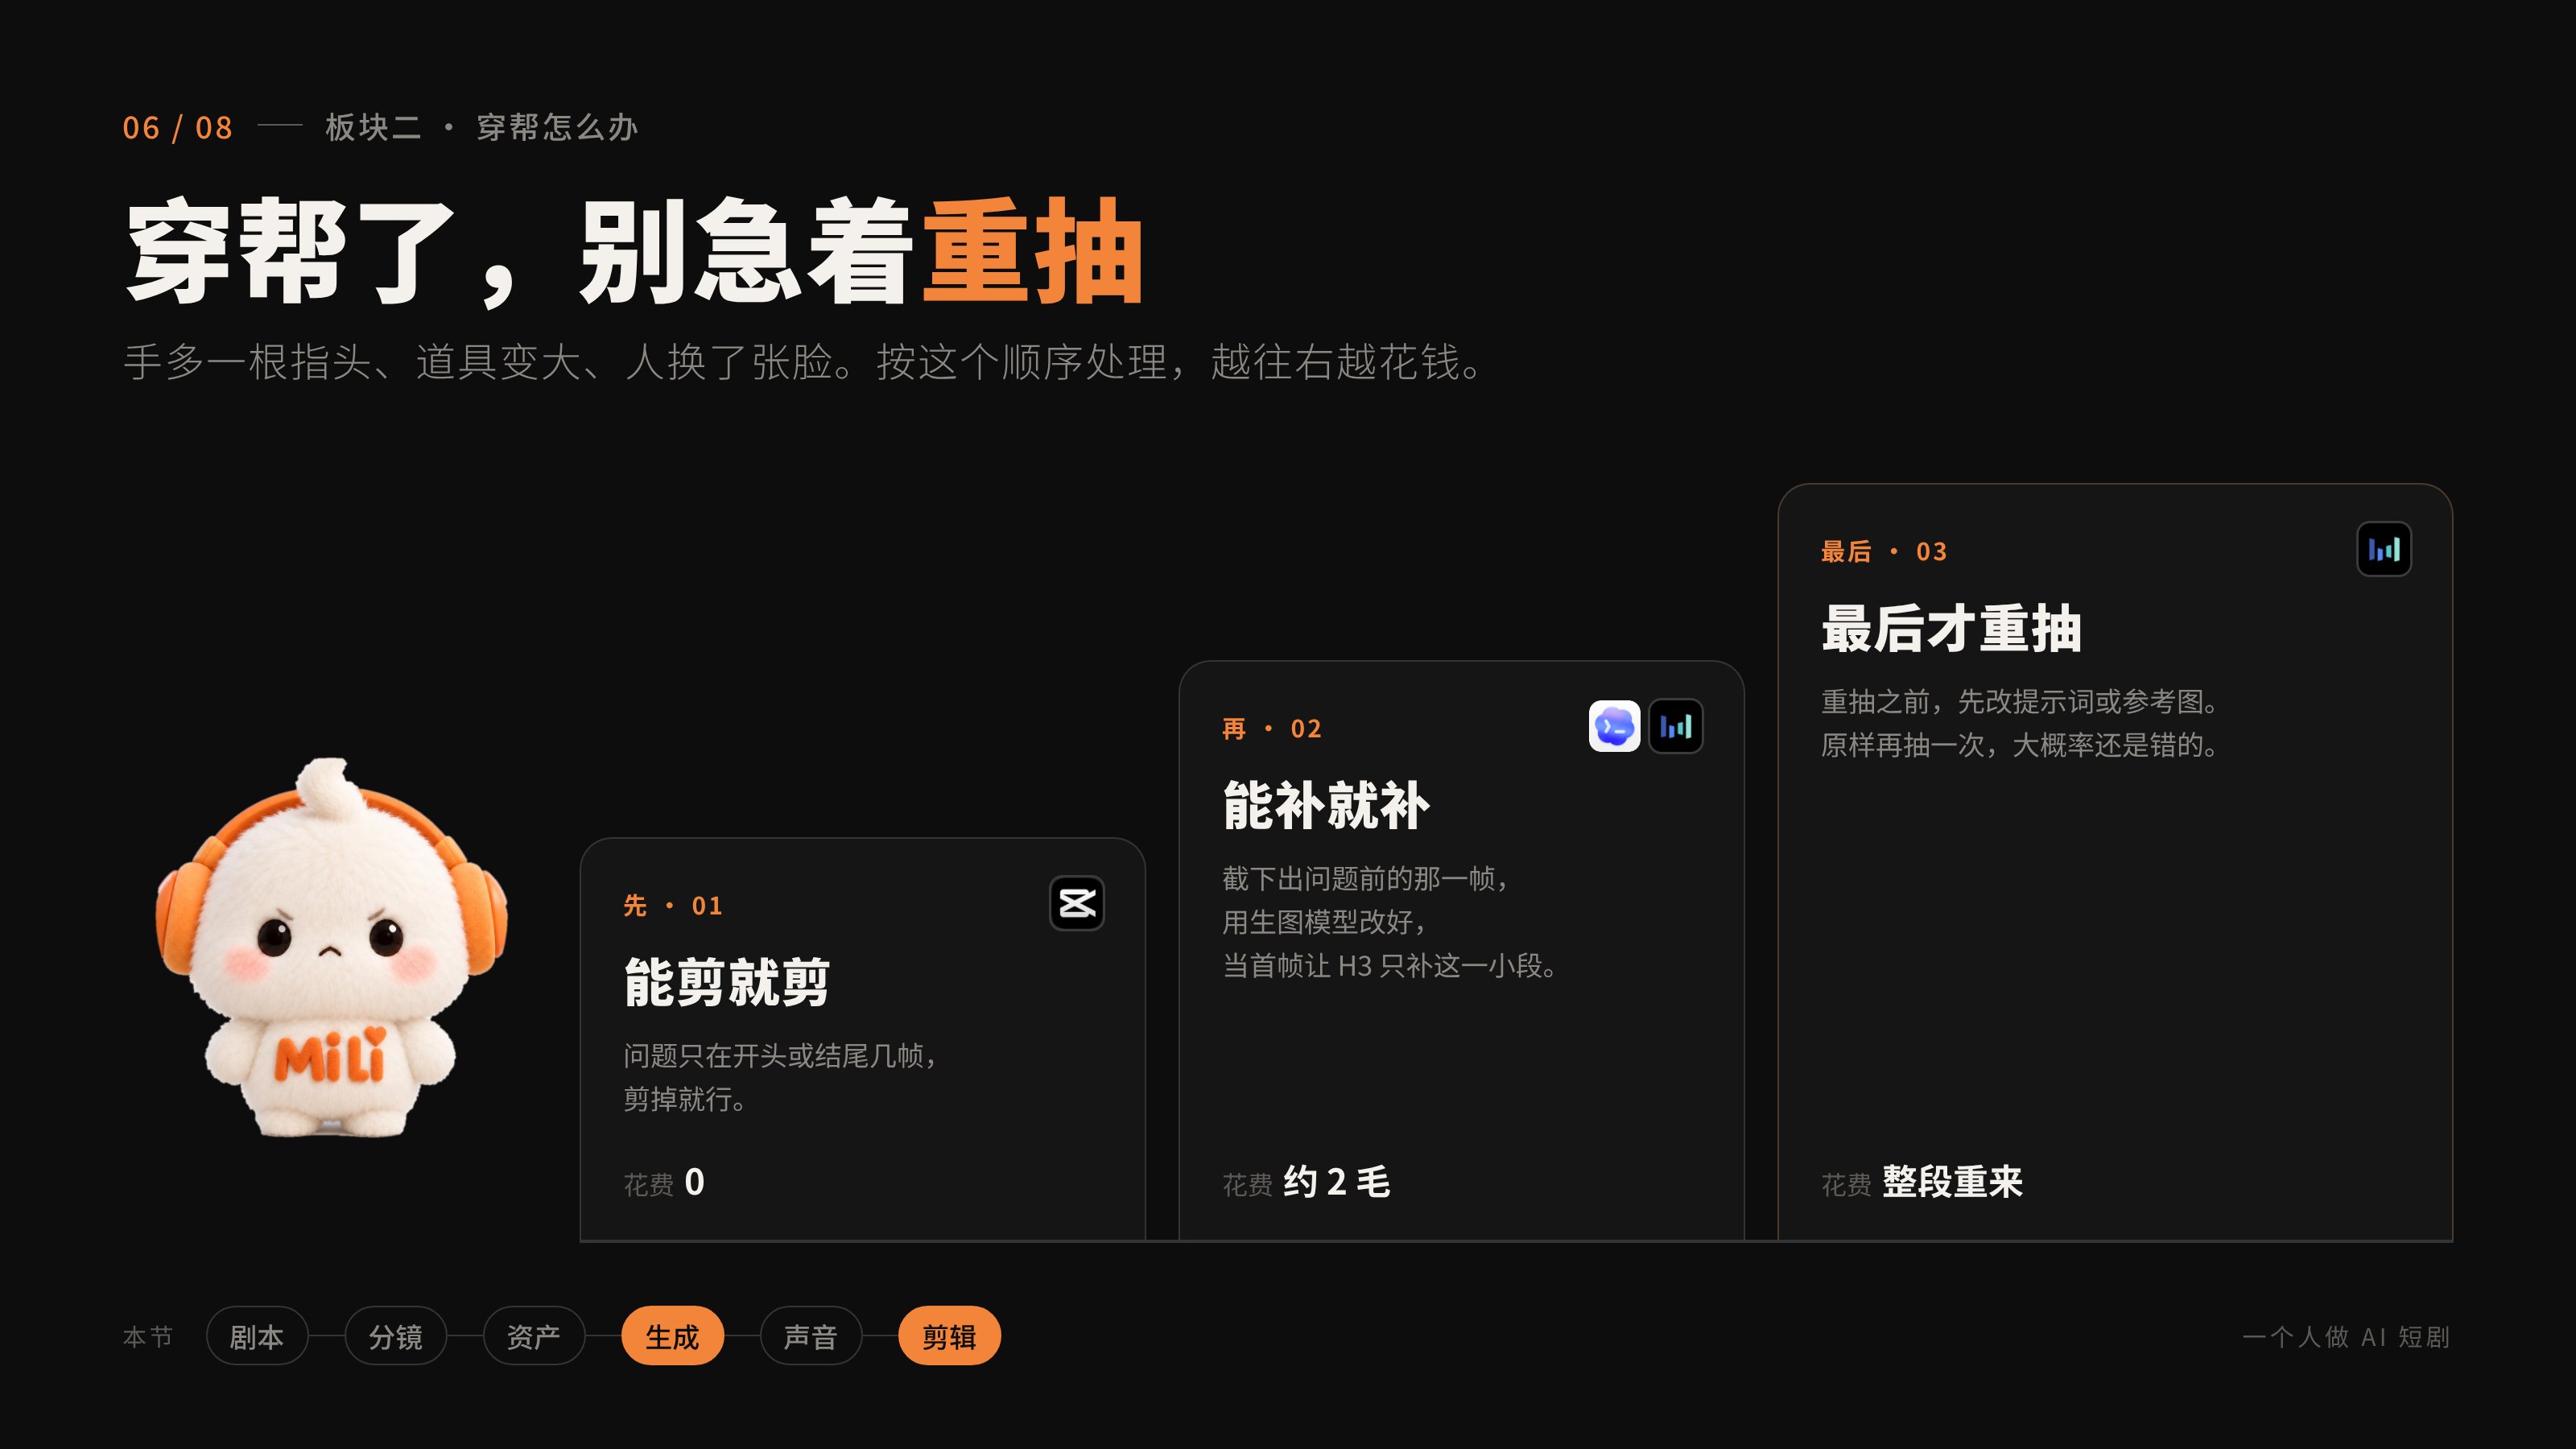 06 / 08 — 板块二 · 穿帮怎么办
穿帮了，别急着重抽
手多一根指头、道具变大、人换了张脸。按这个顺序处理，越往右越花钱。
MiLi
先 · 01
能剪就剪
问题只在开头或结尾几帧，
剪掉就行。
花费 0
再 · 02
能补就补
截下出问题前的那一帧，
用生图模型改好，
当首帧让 H3 只补这一小段。
花费 约 2 毛
最后 · 03
最后才重抽
重抽之前，先改提示词或参考图。
原样再抽一次，大概率还是错的。
花费 整段重来
本节 剧本 分镜 资产 生成 声音 剪辑
一个人做 AI 短剧